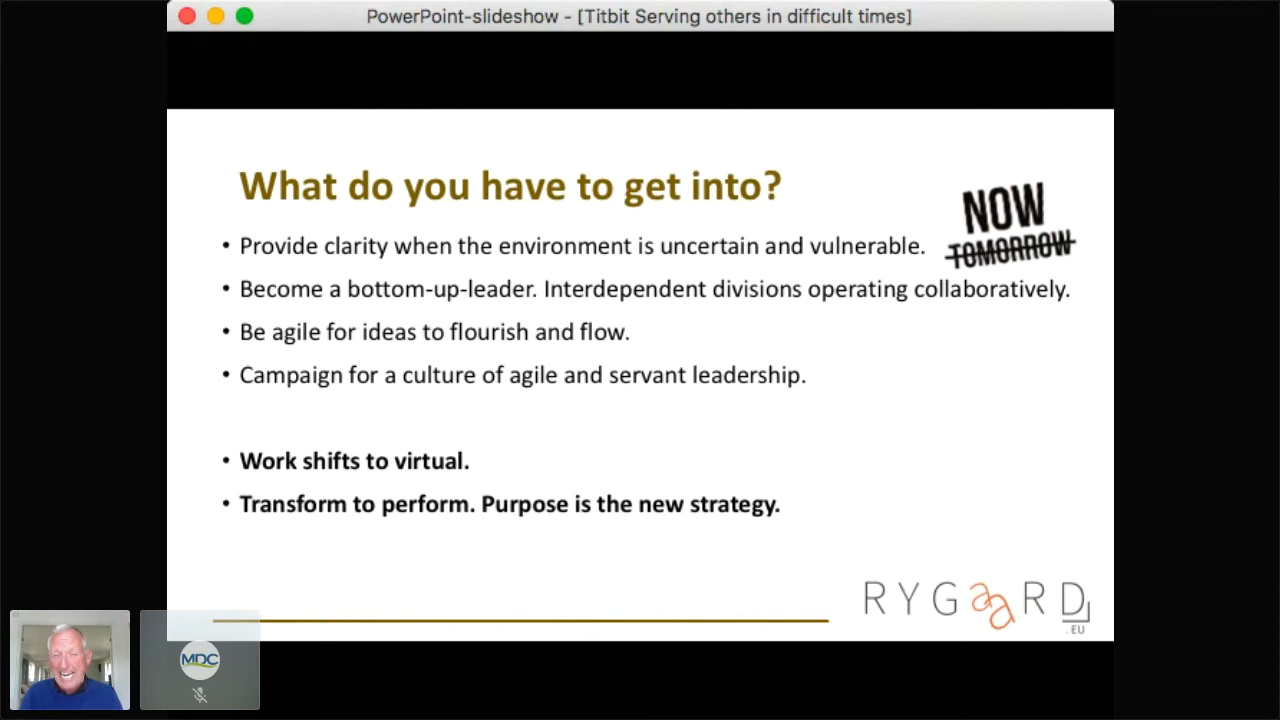 PowerPoint-slideshow - [Titbit Serving others in difficult times]
What do you have to get into?
NOW
TOMORROW
• Provide clarity when the environment is uncertain and vulnerable.
• Become a bottom-up-leader. Interdependent divisions operating collaboratively.
• Be agile for ideas to flourish and flow.
• Campaign for a culture of agile and servant leadership.
• Work shifts to virtual.
• Transform to perform. Purpose is the new strategy.
RYGaaRD
.EU
MDC